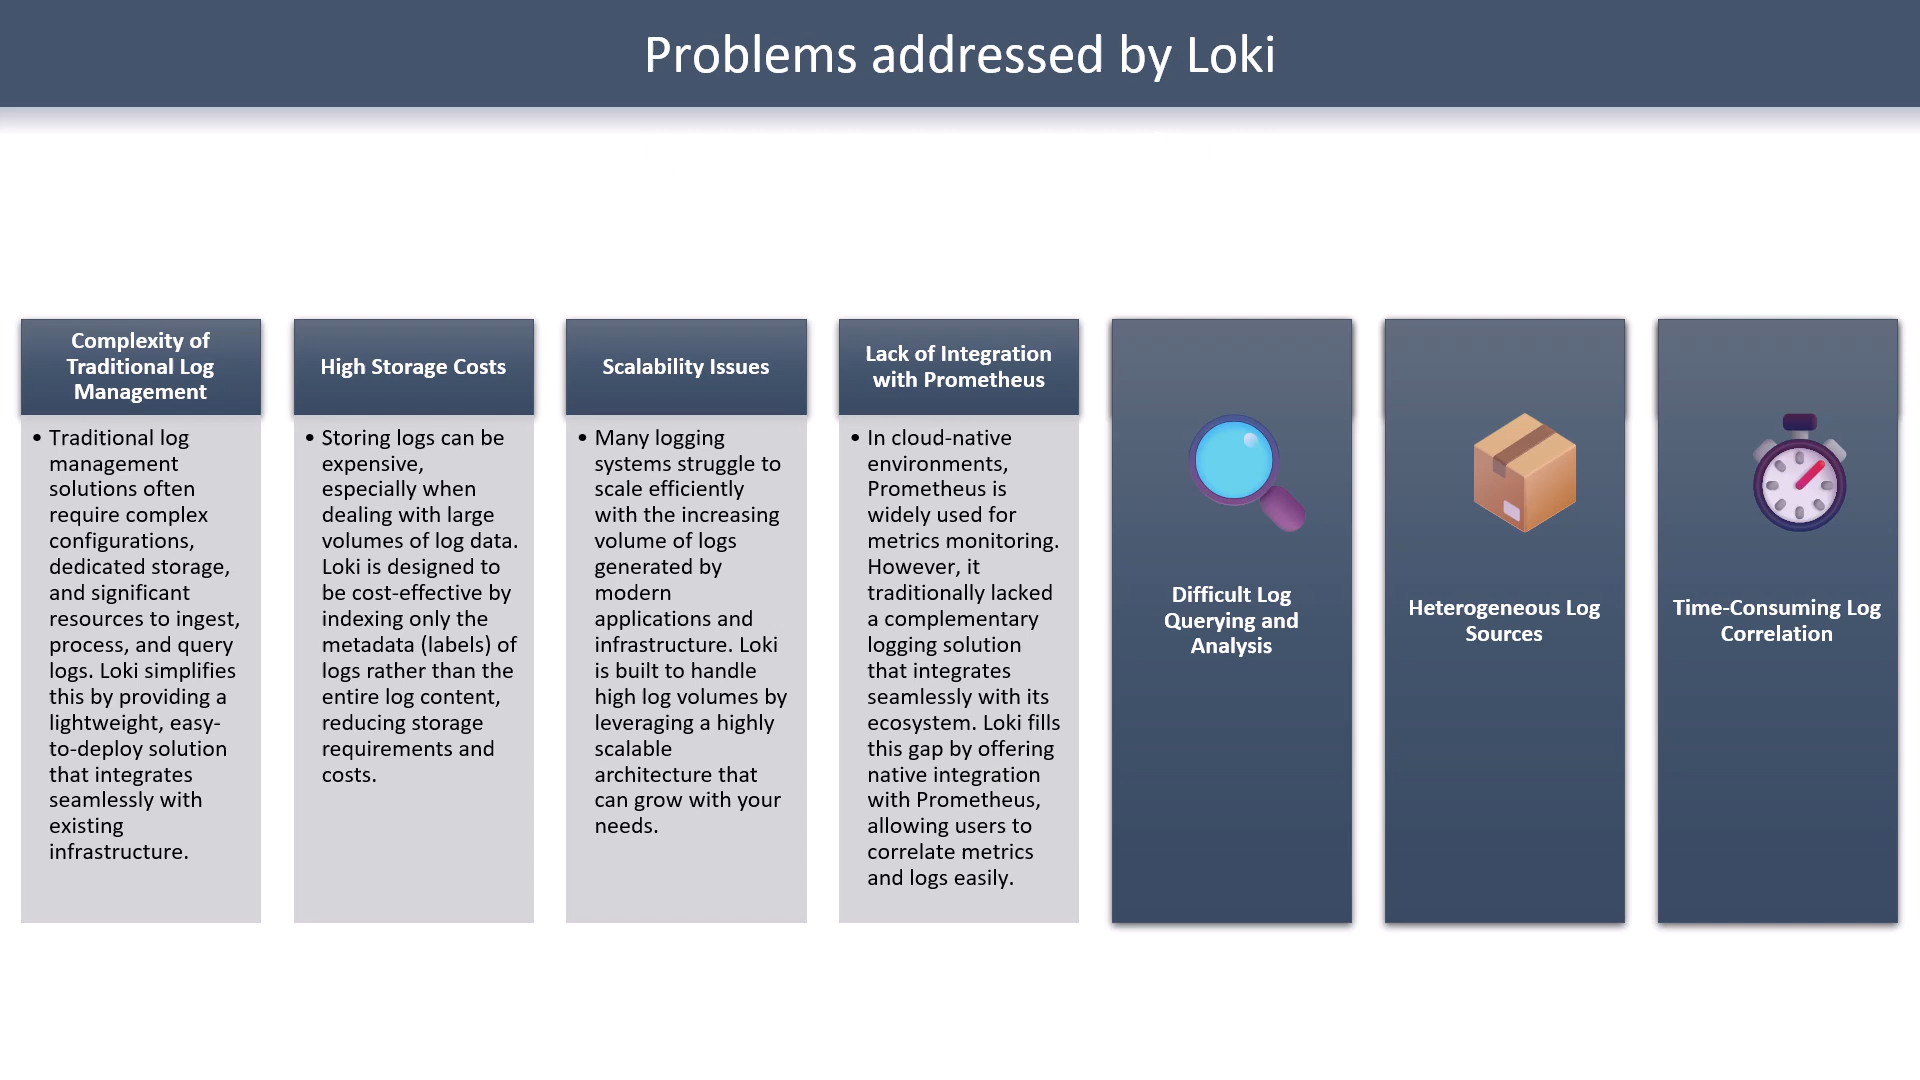 Problems addressed by Loki
Complexity of
Traditional Log
Management
• Traditional log
management
solutions often
require complex
configurations,
dedicated storage,
and significant
resources to ingest,
process, and query
logs. Loki simplifies
this by providing a
lightweight, easy-
to-deploy solution
that integrates
seamlessly with
existing
infrastructure.
High Storage Costs
• Storing logs can be
expensive,
especially when
dealing with large
volumes of log data.
Loki is designed to
be cost-effective by
indexing only the
metadata (labels) of
logs rather than the
entire log content,
reducing storage
requirements and
costs.
Scalability Issues
• Many logging
systems struggle to
scale efficiently
with the increasing
volume of logs
generated by
modern
applications and
infrastructure. Loki
is built to handle
high log volumes by
leveraging a highly
scalable
architecture that
can grow with your
needs.
Lack of Integration
with Prometheus
• In cloud-native
environments,
Prometheus is
widely used for
metrics monitoring.
However, it
traditionally lacked
a complementary
logging solution
that integrates
seamlessly with its
ecosystem. Loki fills
this gap by offering
native integration
with Prometheus,
allowing users to
correlate metrics
and logs easily.
Difficult Log
Querying and
Analysis
Heterogeneous Log
Sources
Time-Consuming Log
Correlation